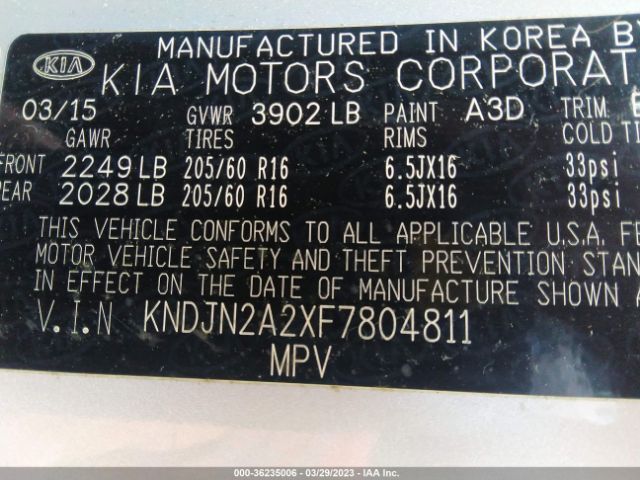 MANUFACTURED IN KOREA B
KIA KIA MOTORS CORPORAT
03/15 GVWR 3902 LB PAINT A3D TRIM
GAWR TIRES RIMS COLD TI
FRONT 2249 LB 205/60 R16 6.5JX16 33psi
REAR 2028 LB 205/60 R16 6.5JX16 33psi
THIS VEHICLE CONFORMS TO ALL APPLICABLE U.S.A. FE
MOTOR VEHICLE SAFETY AND THEFT PREVENTION STAN
IN EFFECT ON THE DATE OF MANUFACTURE SHOWN A
V.I.N KNDJN2A2XF7804811
MPV
000-36235006 — 03/29/2023 — IAA Inc.